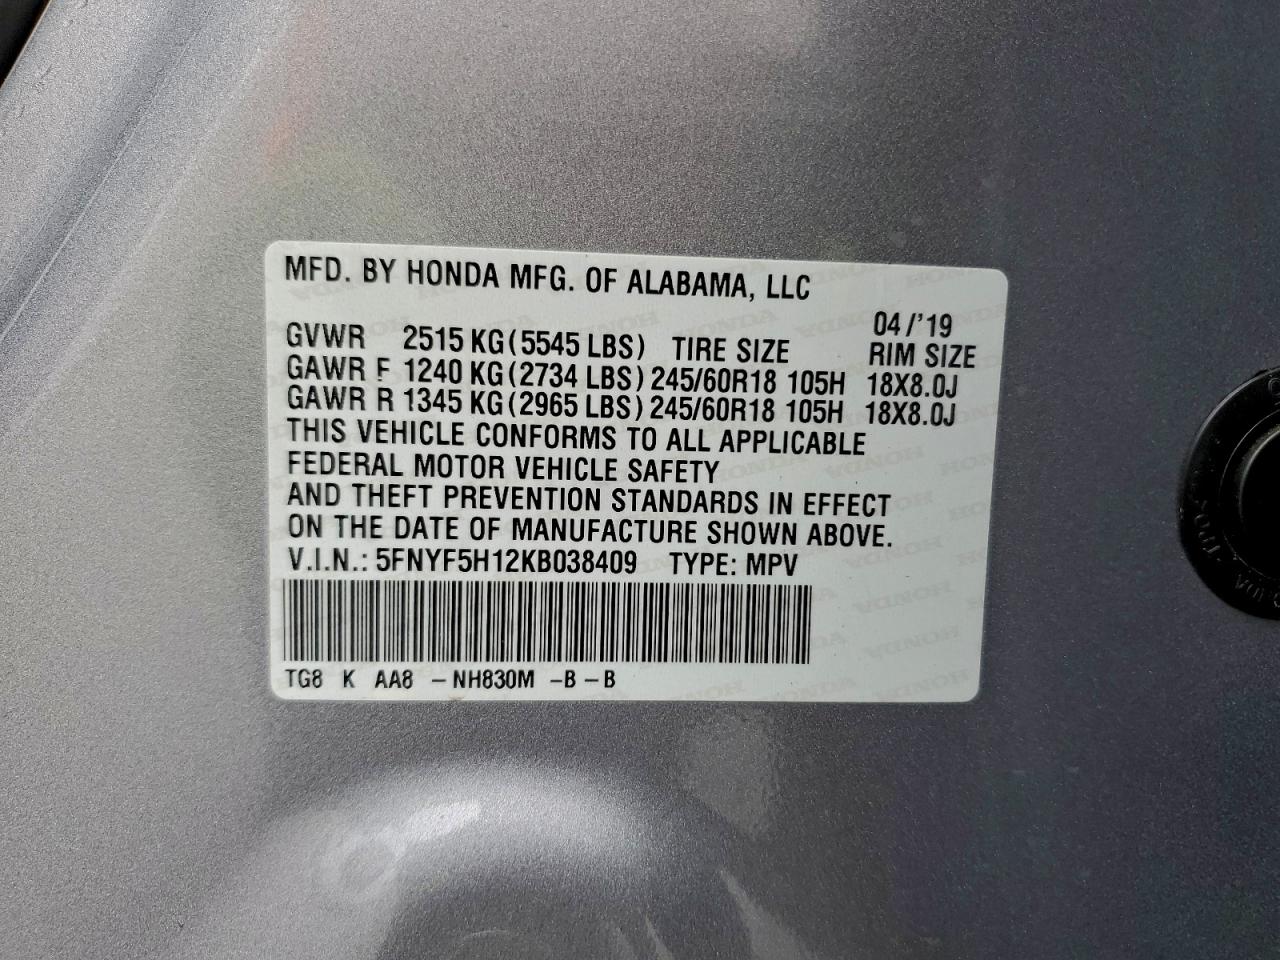 MFD. BY HONDA MFG. OF ALABAMA, LLC
04/'19
GVWR 2515 KG (5545 LBS) TIRE SIZE RIM SIZE
GAWR F 1240 KG (2734 LBS) 245/60R18 105H 18X8.0J
GAWR R 1345 KG (2965 LBS) 245/60R18 105H 18X8.0J
THIS VEHICLE CONFORMS TO ALL APPLICABLE
FEDERAL MOTOR VEHICLE SAFETY
AND THEFT PREVENTION STANDARDS IN EFFECT
ON THE DATE OF MANUFACTURE SHOWN ABOVE.
V.I.N.: 5FNYF5H12KB038409 TYPE: MPV
TG8 K AA8 - NH830M - B - B